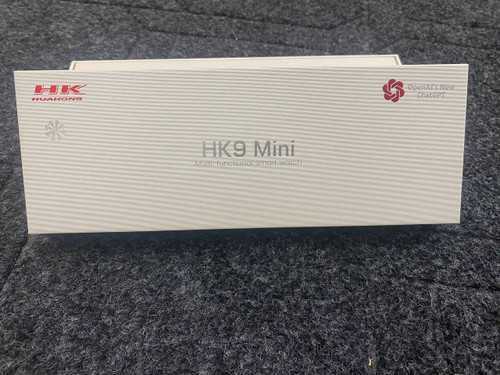 HK
HUAHONG
OpenAI's New
ChatGPT
HK9 Mini
Multi-functional smart watch